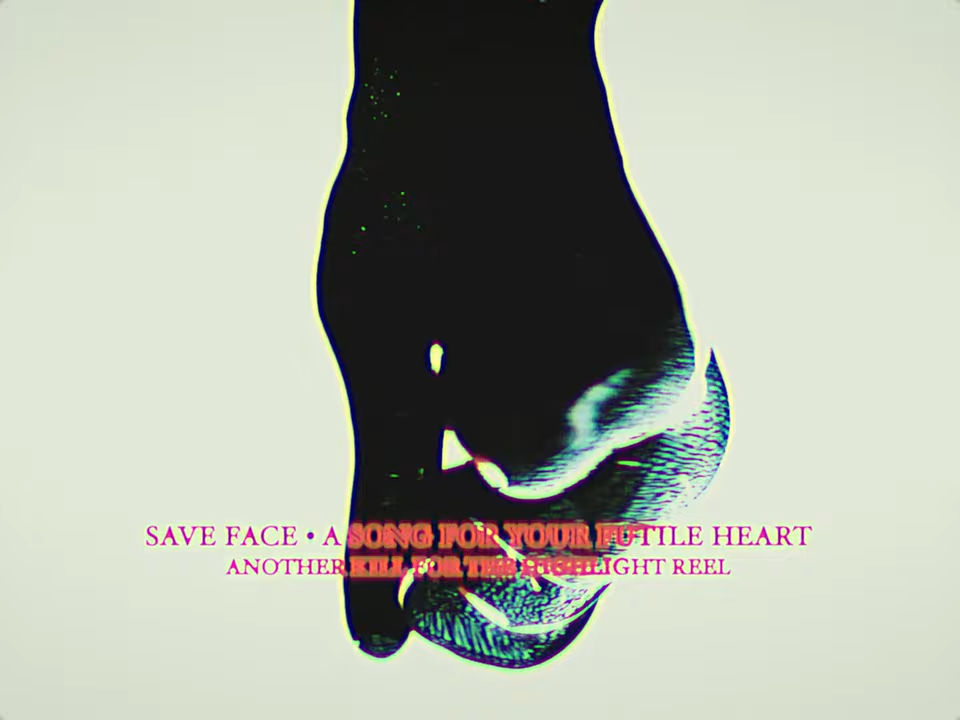 SAVE FACE • A SONG FOR YOUR FUTILE HEART
ANOTHER KILL FOR THE HIGHLIGHT REEL